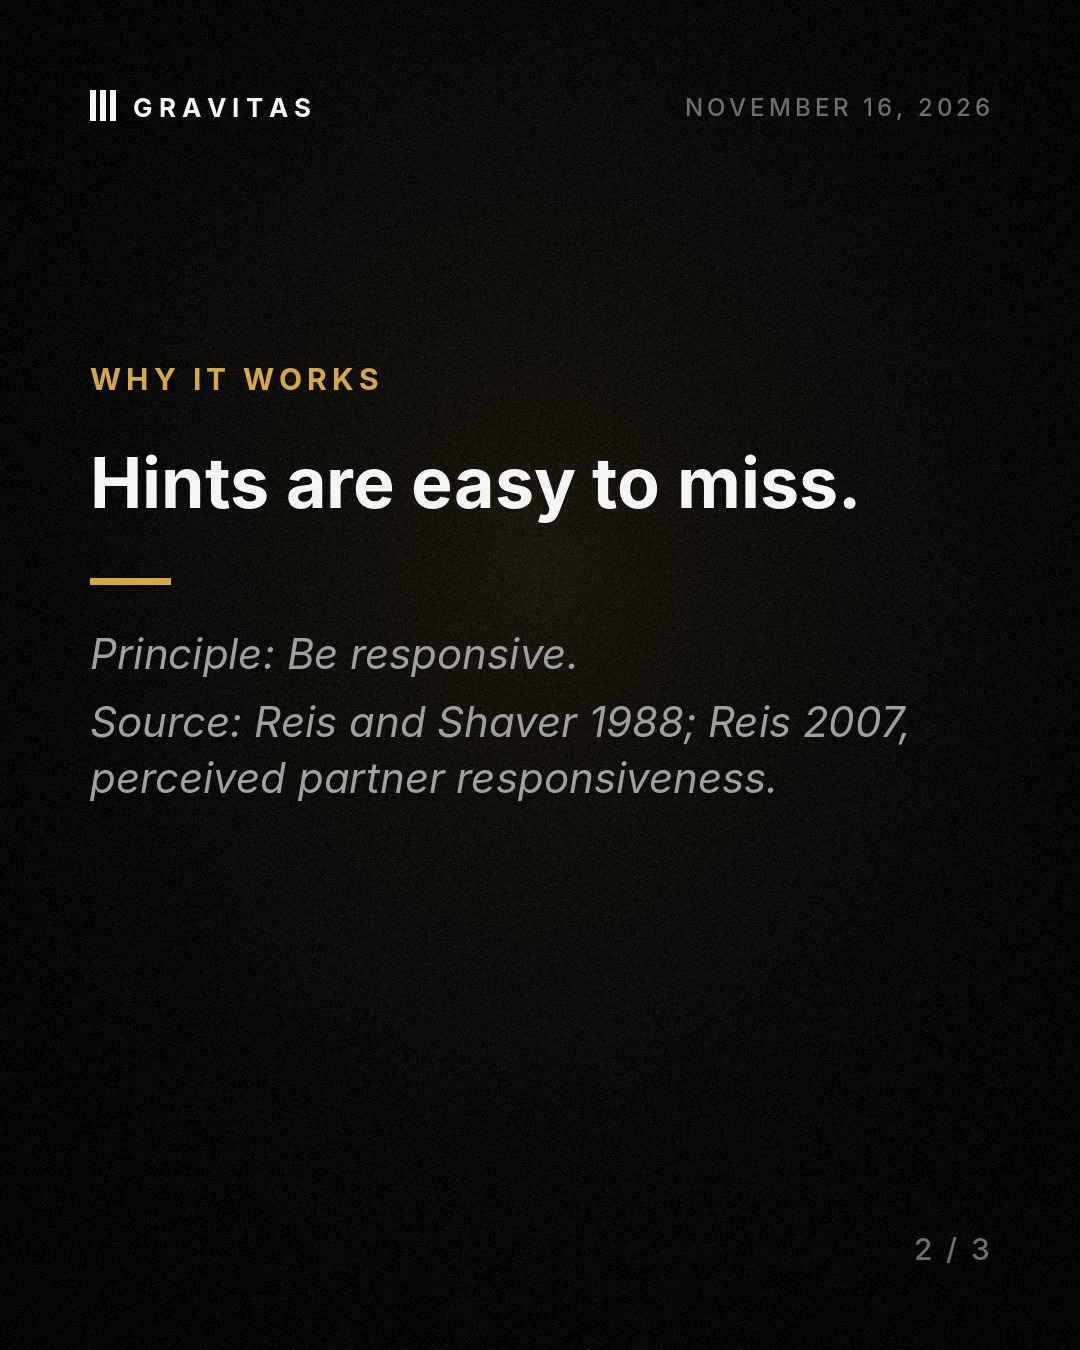 GRAVITAS
NOVEMBER 16, 2026
WHY IT WORKS
Hints are easy to miss.
Principle: Be responsive.
Source: Reis and Shaver 1988; Reis 2007,
perceived partner responsiveness.
2 / 3